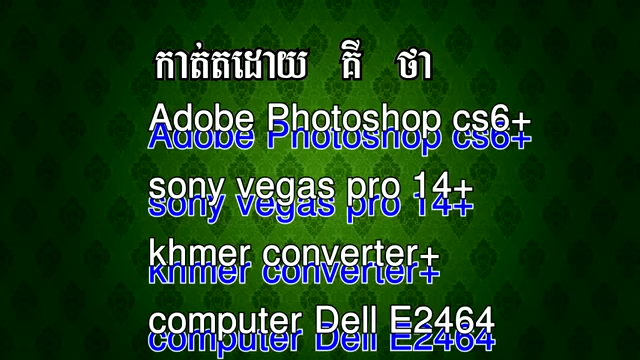 កាត់តដោយ គឺ ថា
Adobe Photoshop cs6+
sony vegas pro 14+
khmer converter+
computer Dell E2464